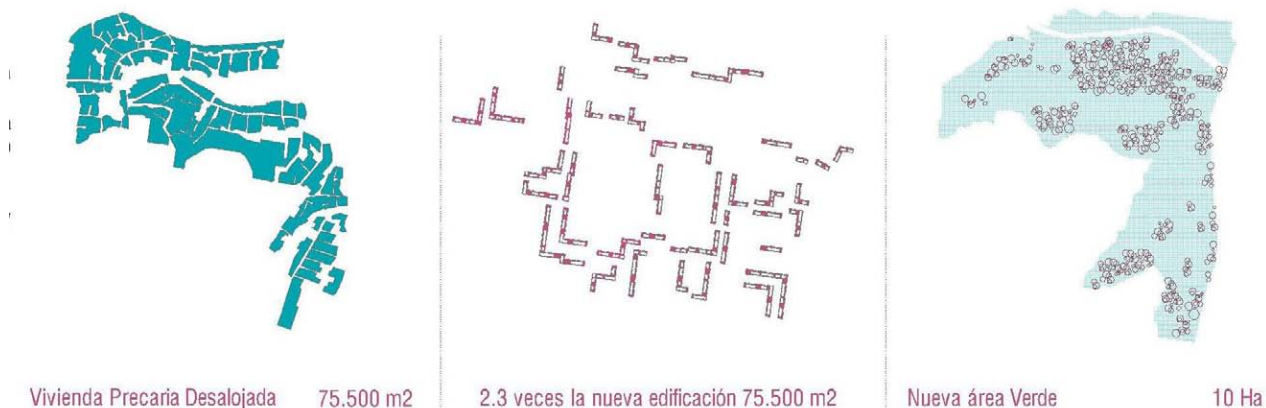 Vivienda Precaria Desalojada 75.500 m2
2.3 veces la nueva edificación 75.500 m2
Nueva área Verde 10 Ha